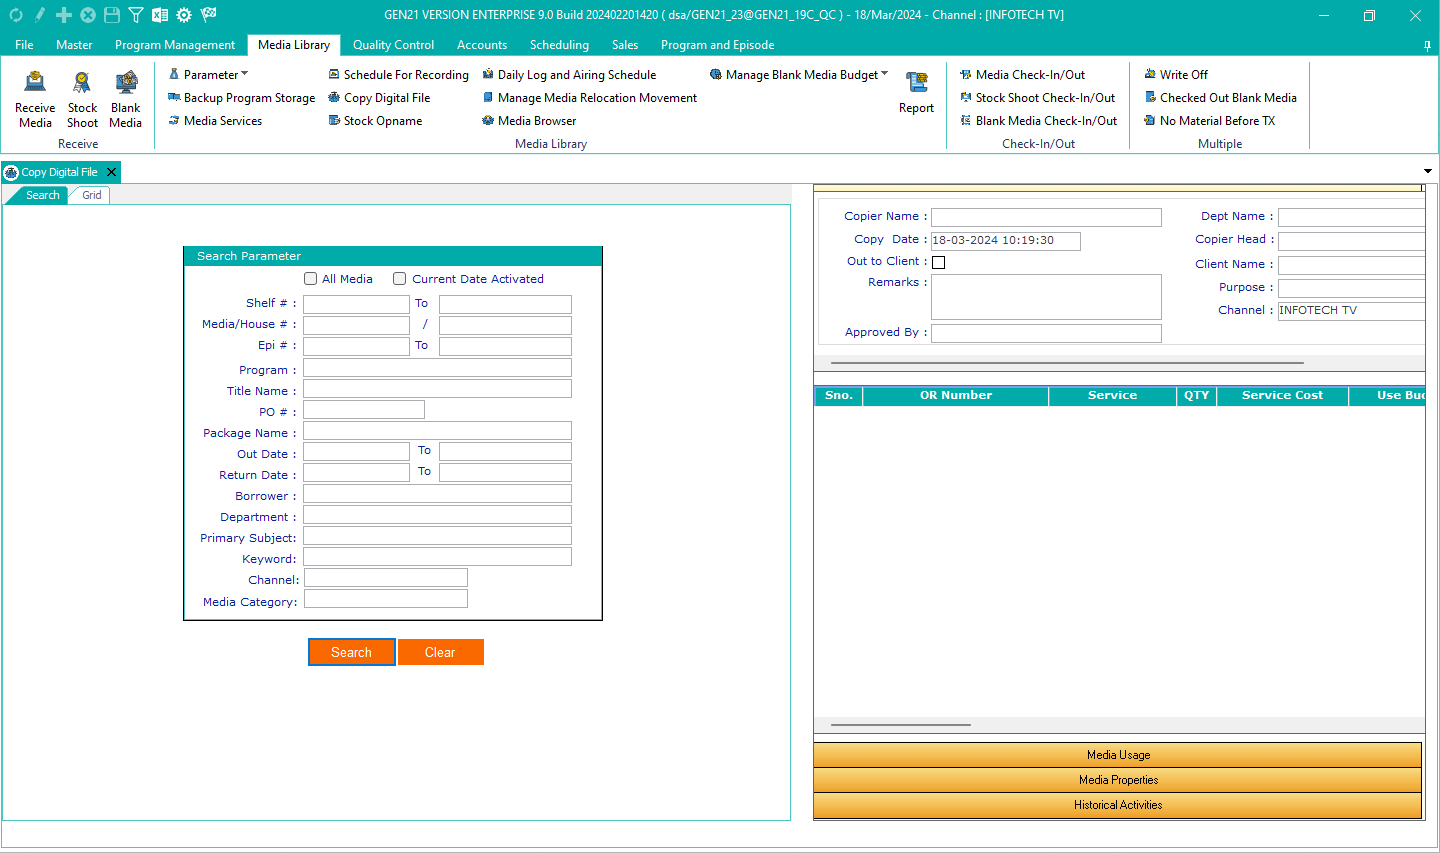 GEN21 VERSION ENTERPRISE 9.0 Build 202402201420 ( dsa/GEN21_23@GEN21_19C_QC ) - 18/Mar/2024 - Channel : [INFOTECH TV]
File Master Program Management Media Library Quality Control Accounts Scheduling Sales Program and Episode
Receive Media
Stock Shoot
Blank Media
Receive
Parameter
Backup Program Storage
Media Services
Schedule For Recording
Copy Digital File
Stock Opname
Daily Log and Airing Schedule
Manage Media Relocation Movement
Media Browser
Manage Blank Media Budget
Report
Media Library
Media Check-In/Out
Stock Shoot Check-In/Out
Blank Media Check-In/Out
Check-In/Out
Write Off
Checked Out Blank Media
No Material Before TX
Multiple
Copy Digital File
Search Grid
Search Parameter
All Media Current Date Activated
Shelf # : To
Media/House # : /
Epi # : To
Program :
Title Name :
PO # :
Package Name :
Out Date : To
Return Date : To
Borrower :
Department :
Primary Subject:
Keyword:
Channel:
Media Category:
Search Clear
Copier Name : Dept Name :
Copy Date : 18-03-2024 10:19:30 Copier Head :
Out to Client : Client Name :
Remarks : Purpose :
Channel : INFOTECH TV
Approved By :
Sno. OR Number Service QTY Service Cost Use Buc
Media Usage
Media Properties
Historical Activities